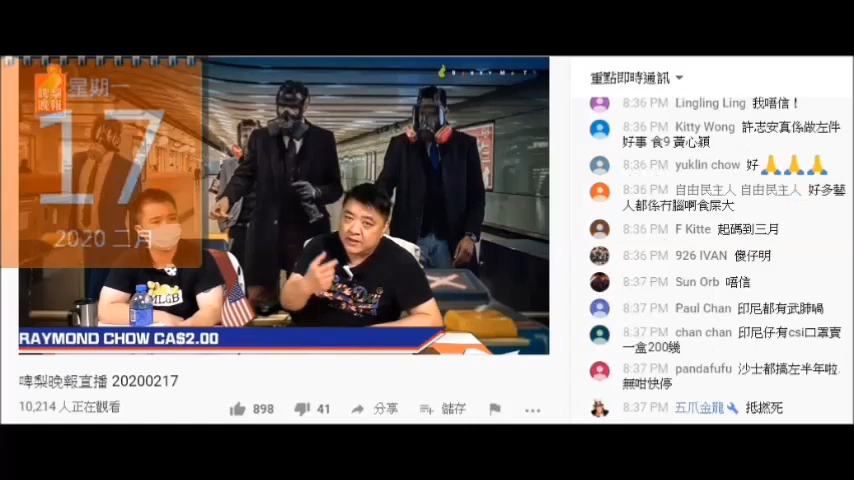 啤梨晚報
星期一
17
2020 二月
MLGB
RAYMOND CHOW CA$2.00
啤梨晚報直播 20200217
10,214 人正在觀看
898
41
分享
儲存
重點即時通訊
8:36 PM Lingling Ling 我唔信！
8:36 PM Kitty Wong 許志安真係做左件
好事 食9 黃心穎
8:36 PM yuklin chow 好🙏🙏🙏
8:36 PM 自由民主人 自由民主人 好多藝
人都係冇腦啊食屎大
8:36 PM F Kitte 起碼到三月
8:36 PM 926 IVAN 傻仔明
8:37 PM Sun Orb 唔信
8:37 PM Paul Chan 印尼都有武肺喎
8:37 PM chan chan 印尼仔有csi口罩賣
一盒200幾
8:37 PM pandafufu 沙士都搞左半年啦,
無咁快停
8:37 PM 五爪金龍 抵撚死